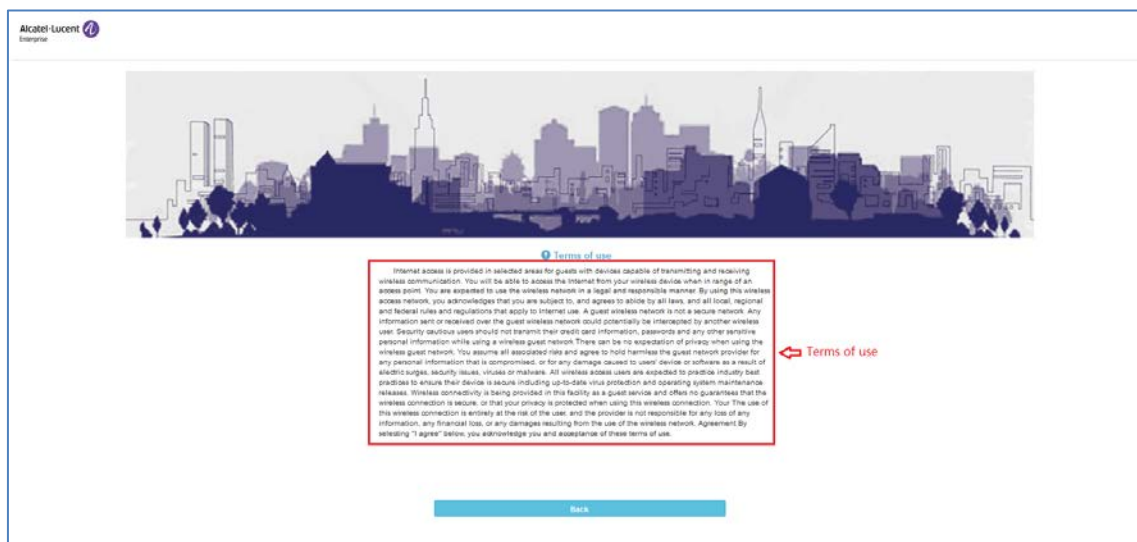 Alcatel·Lucent
Enterprise
Terms of use
Internet access is provided in selected areas for guests with devices capable of transmitting and receiving
wireless communication. You will be able to access the Internet from your wireless device when in range of an
access point. You are expected to use the wireless network in a legal and responsible manner. By using this wireless
access network, you acknowledges that you are subject to, and agrees to abide by all laws, and all local, regional
and federal rules and regulations that apply to Internet use. A guest wireless network is not a secure network. Any
information sent or received over the guest wireless network could potentially be intercepted by another wireless
user. Security cautious users should not transmit their credit card information, passwords and any other sensitive
personal information while using a wireless guest network There can be no expectation of privacy when using the
wireless guest network. You assume all associated risks and agree to hold harmless the guest network provider for
any personal information that is compromised, or for any damage caused to users' device or software as a result of
electric surges, security issues, viruses or malware. All wireless access users are expected to practice industry best
practices to ensure their device is secure including up-to-date virus protection and operating system maintenance
releases. Wireless connectivity is being provided in this facility as a guest service and offers no guarantees that the
wireless connection is secure, or that your privacy is protected when using this wireless connection. Your The use of
this wireless connection is entirely at the risk of the user, and the provider is not responsible for any loss of any
information, any financial loss, or any damages resulting from the use of the wireless network. Agreement By
selecting "I agree" below, you acknowledge you and acceptance of these terms of use.
Terms of use
Back